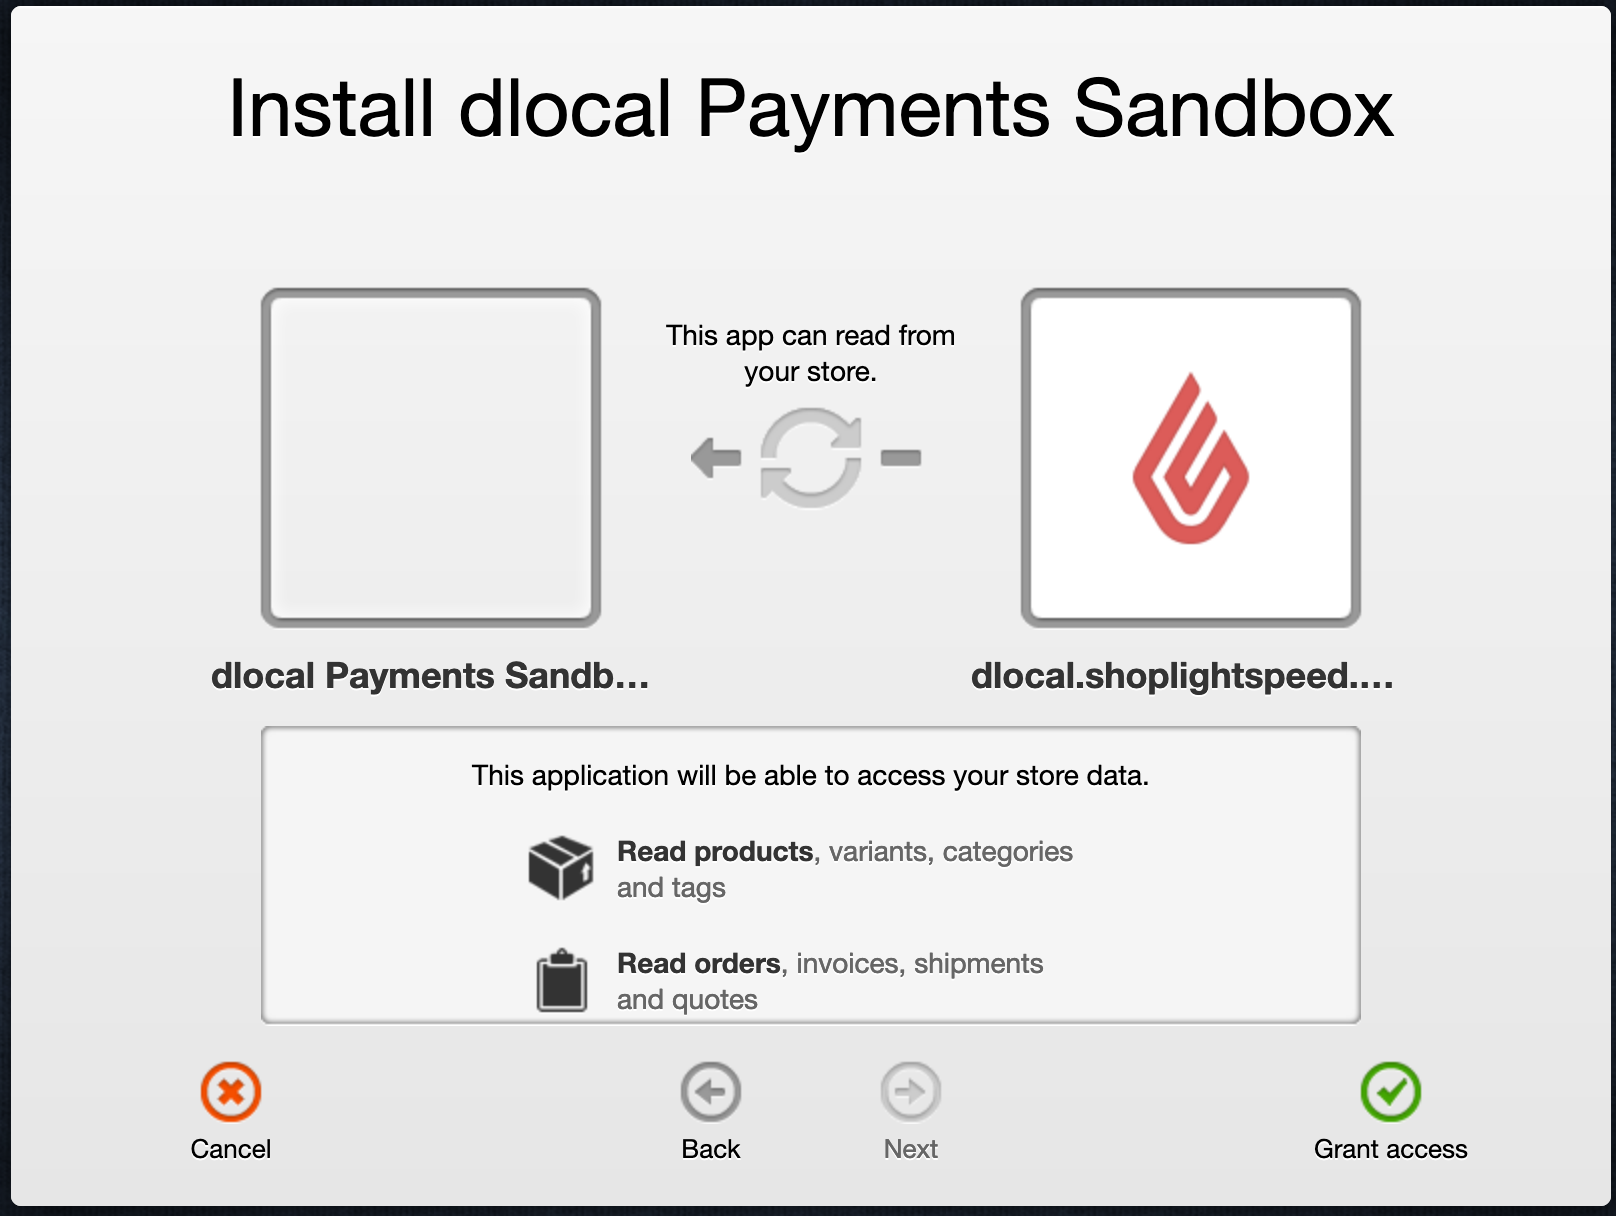 Install dlocal Payments Sandbox
This app can read from
your store.
dlocal Payments Sandb...
dlocal.shoplightspeed....
This application will be able to access your store data.
Read products, variants, categories
and tags
Read orders, invoices, shipments
and quotes
Cancel
Back
Next
Grant access